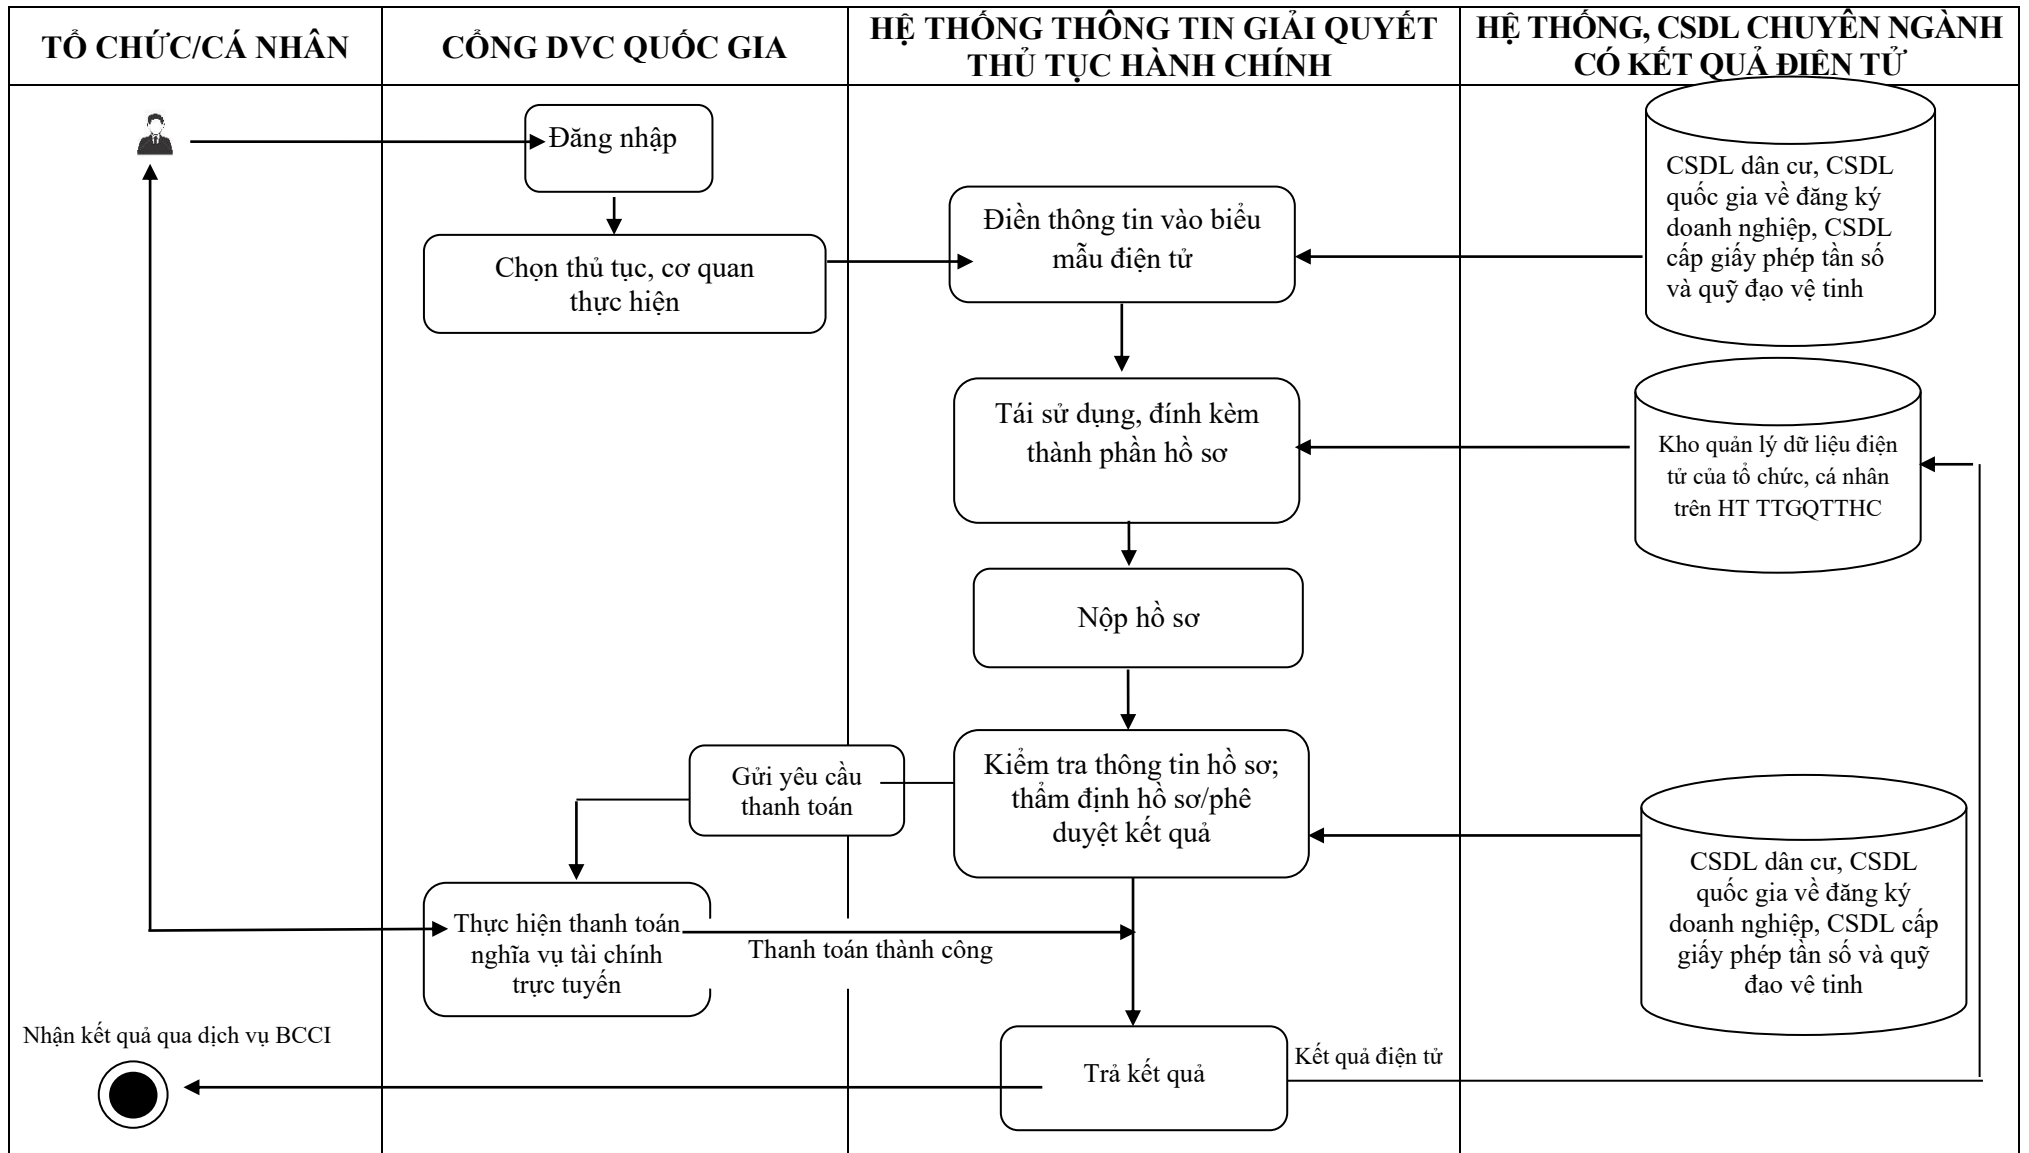 TỔ CHỨC/CÁ NHÂN
CỔNG DVC QUỐC GIA
HỆ THỐNG THÔNG TIN GIẢI QUYẾT
THỦ TỤC HÀNH CHÍNH
HỆ THỐNG, CSDL CHUYÊN NGÀNH
CÓ KẾT QUẢ ĐIỆN TỬ
Đăng nhập
Chọn thủ tục, cơ quan
thực hiện
Điền thông tin vào biểu
mẫu điện tử
CSDL dân cư, CSDL
quốc gia về đăng ký
doanh nghiệp, CSDL
cấp giấy phép tần số
và quỹ đạo vệ tinh
Tái sử dụng, đính kèm
thành phần hồ sơ
Kho quản lý dữ liệu điện
tử của tổ chức, cá nhân
trên HT TTGQTTHC
Nộp hồ sơ
Gửi yêu cầu
thanh toán
Kiểm tra thông tin hồ sơ;
thẩm định hồ sơ/phê
duyệt kết quả
CSDL dân cư, CSDL
quốc gia về đăng ký
doanh nghiệp, CSDL cấp
giấy phép tần số và quỹ
đao vê tinh
Thực hiện thanh toán
nghĩa vụ tài chính
trực tuyến
Thanh toán thành công
Nhận kết quả qua dịch vụ BCCI
Trả kết quả
Kết quả điện tử